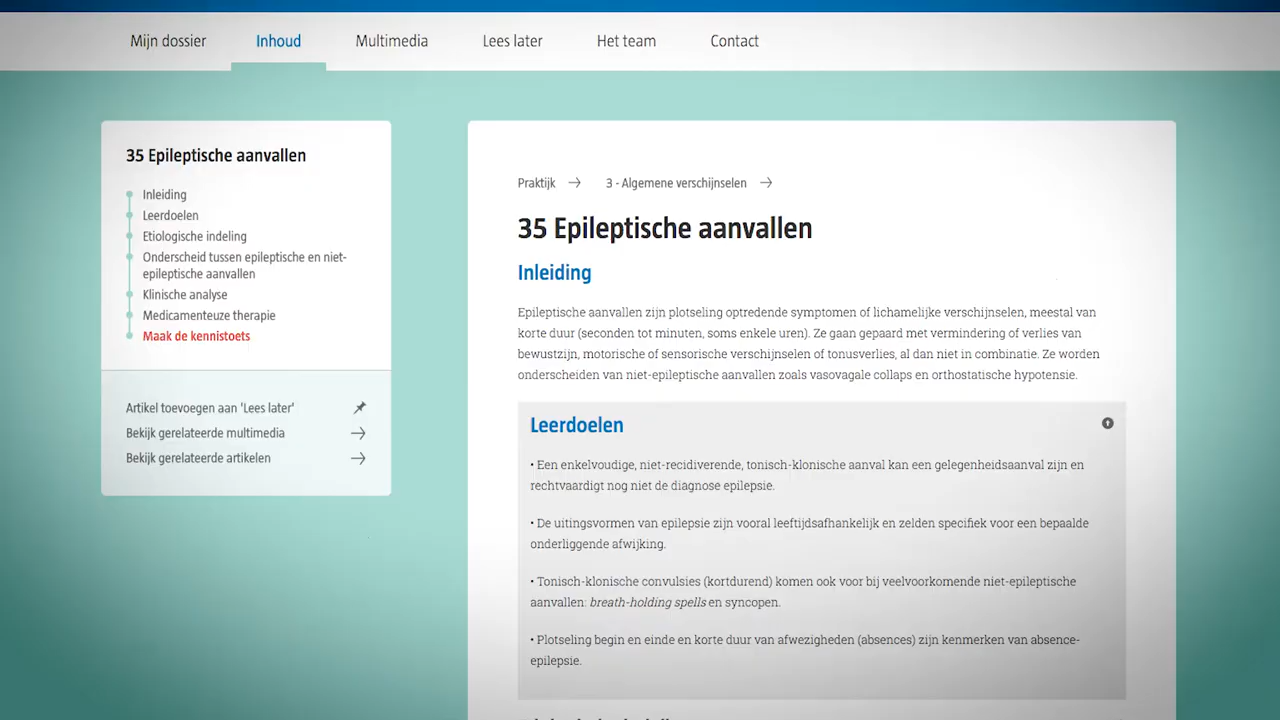 Mijn dossier Inhoud Multimedia Lees later Het team Contact
35 Epileptische aanvallen
Inleiding
Leerdoelen
Etiologische indeling
Onderscheid tussen epileptische en niet-
epileptische aanvallen
Klinische analyse
Medicamenteuze therapie
Maak de kennistoets
Artikel toevoegen aan 'Lees later'
Bekijk gerelateerde multimedia
Bekijk gerelateerde artikelen
Praktijk → 3 - Algemene verschijnselen →
35 Epileptische aanvallen
Inleiding
Epileptische aanvallen zijn plotseling optredende symptomen of lichamelijke verschijnselen, meestal van
korte duur (seconden tot minuten, soms enkele uren). Ze gaan gepaard met vermindering of verlies van
bewustzijn, motorische of sensorische verschijnselen of tonusverlies, al dan niet in combinatie. Ze worden
onderscheiden van niet-epileptische aanvallen zoals vasovagale collaps en orthostatische hypotensie.
Leerdoelen
• Een enkelvoudige, niet-recidiverende, tonisch-klonische aanval kan een gelegenheidsaanval zijn en
rechtvaardigt nog niet de diagnose epilepsie.
• De uitingsvormen van epilepsie zijn vooral leeftijdsafhankelijk en zelden specifiek voor een bepaalde
onderliggende afwijking.
• Tonisch-klonische convulsies (kortdurend) komen ook voor bij veelvoorkomende niet-epileptische
aanvallen: breath-holding spells en syncopen.
• Plotseling begin en einde en korte duur van afwezigheden (absences) zijn kenmerken van absence-
epilepsie.